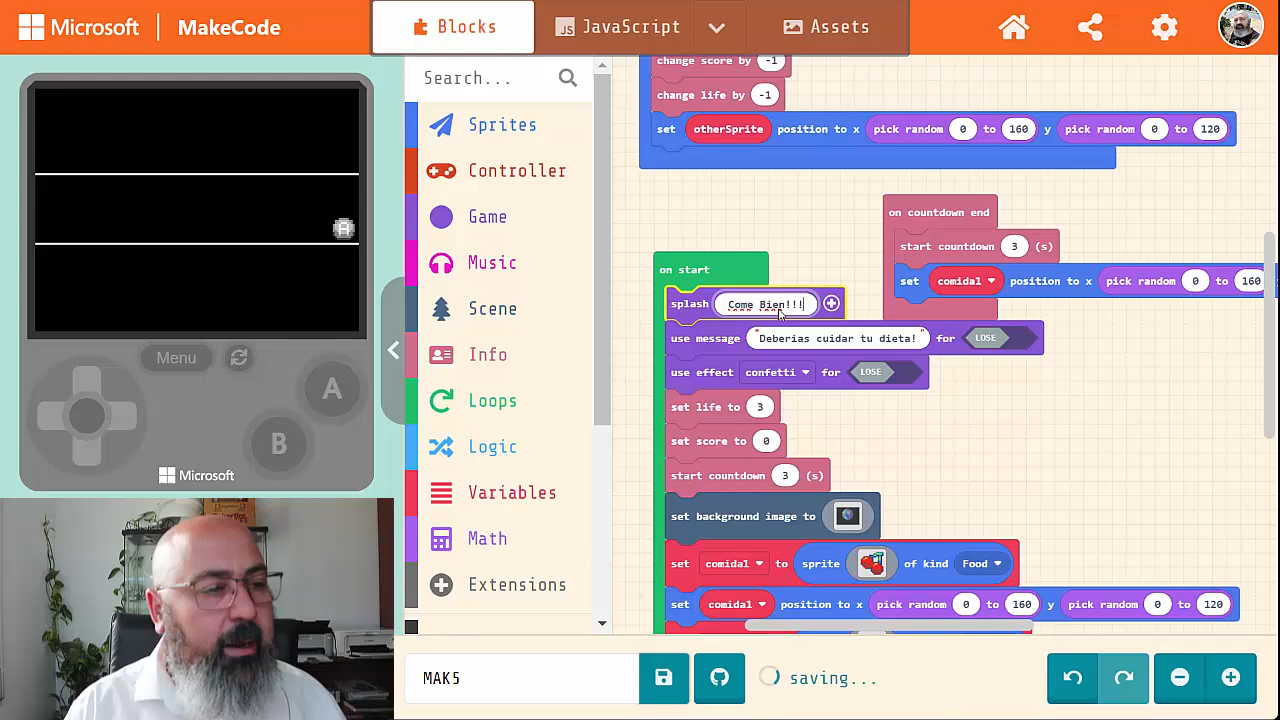 Microsoft | MakeCode
Blocks
JavaScript
Assets
Search...
Sprites
Controller
Game
Music
Scene
Info
Loops
Logic
Variables
Math
Extensions
Menu
A
B
Microsoft
change score by -1
change life by -1
set otherSprite position to x pick random 0 to 160 y pick random 0 to 120
on countdown end
start countdown 3 (s)
set comida1 position to x pick random 0 to 160
on start
splash Come Bien!!!
use message "Deberias cuidar tu dieta!" for LOSE
use effect confetti for LOSE
set life to 3
set score to 0
start countdown 3 (s)
set background image to
set comida1 to sprite of kind Food
set comida1 position to x pick random 0 to 160 y pick random 0 to 120
MAK5
saving...